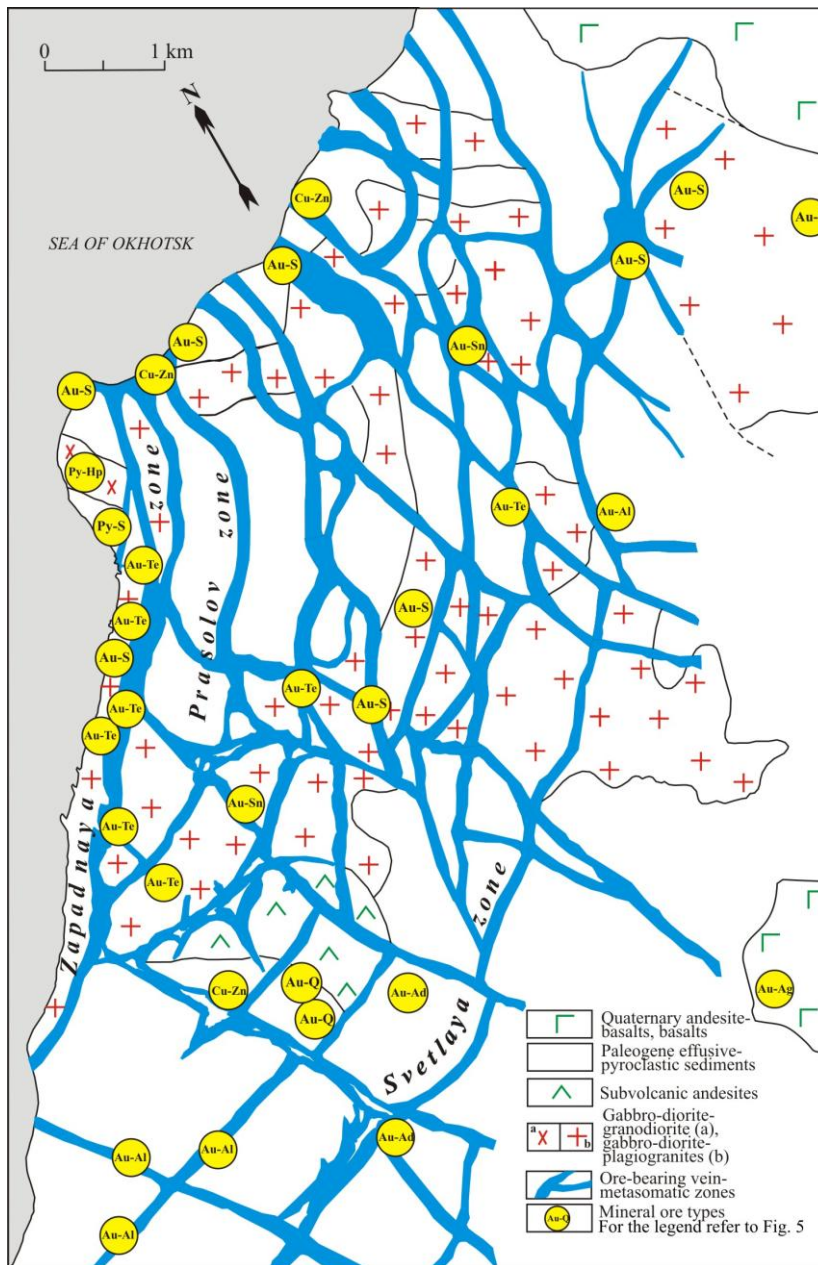 0 1 km
N
SEA OF OKHOTSK
Cu-Zn
Au-S
Au-S
Au-
Au-S
Au-S
Au-S
Au-Sn
Cu-Zn
Au-S
zone
Prasolov zone
Py-Hp
Py-S
Au-Te
Au-Al
Au-Te
Au-Te
Au-S
Au-S
Au-Te
Au-S
Au-Te
Au-Te
Au-Sn
Au-Te
Au-Te
Zapadnaya
zone
Svetlaya
Cu-Zn
Au-Q
Au-Q
Au-Ad
Au-Ag
Au-Ad
Au-Al
Au-Al
Au-Al
Quaternary andesite-
basalts, basalts
Paleogene effusive-
pyroclastic sediments
Subvolcanic andesites
a
b
Gabbro-diorite-
granodiorite (a),
gabbro-diorite-
plagiogranites (b)
Ore-bearing vein-
metasomatic zones
Au-Q
Mineral ore types
For the legend refer to Fig. 5